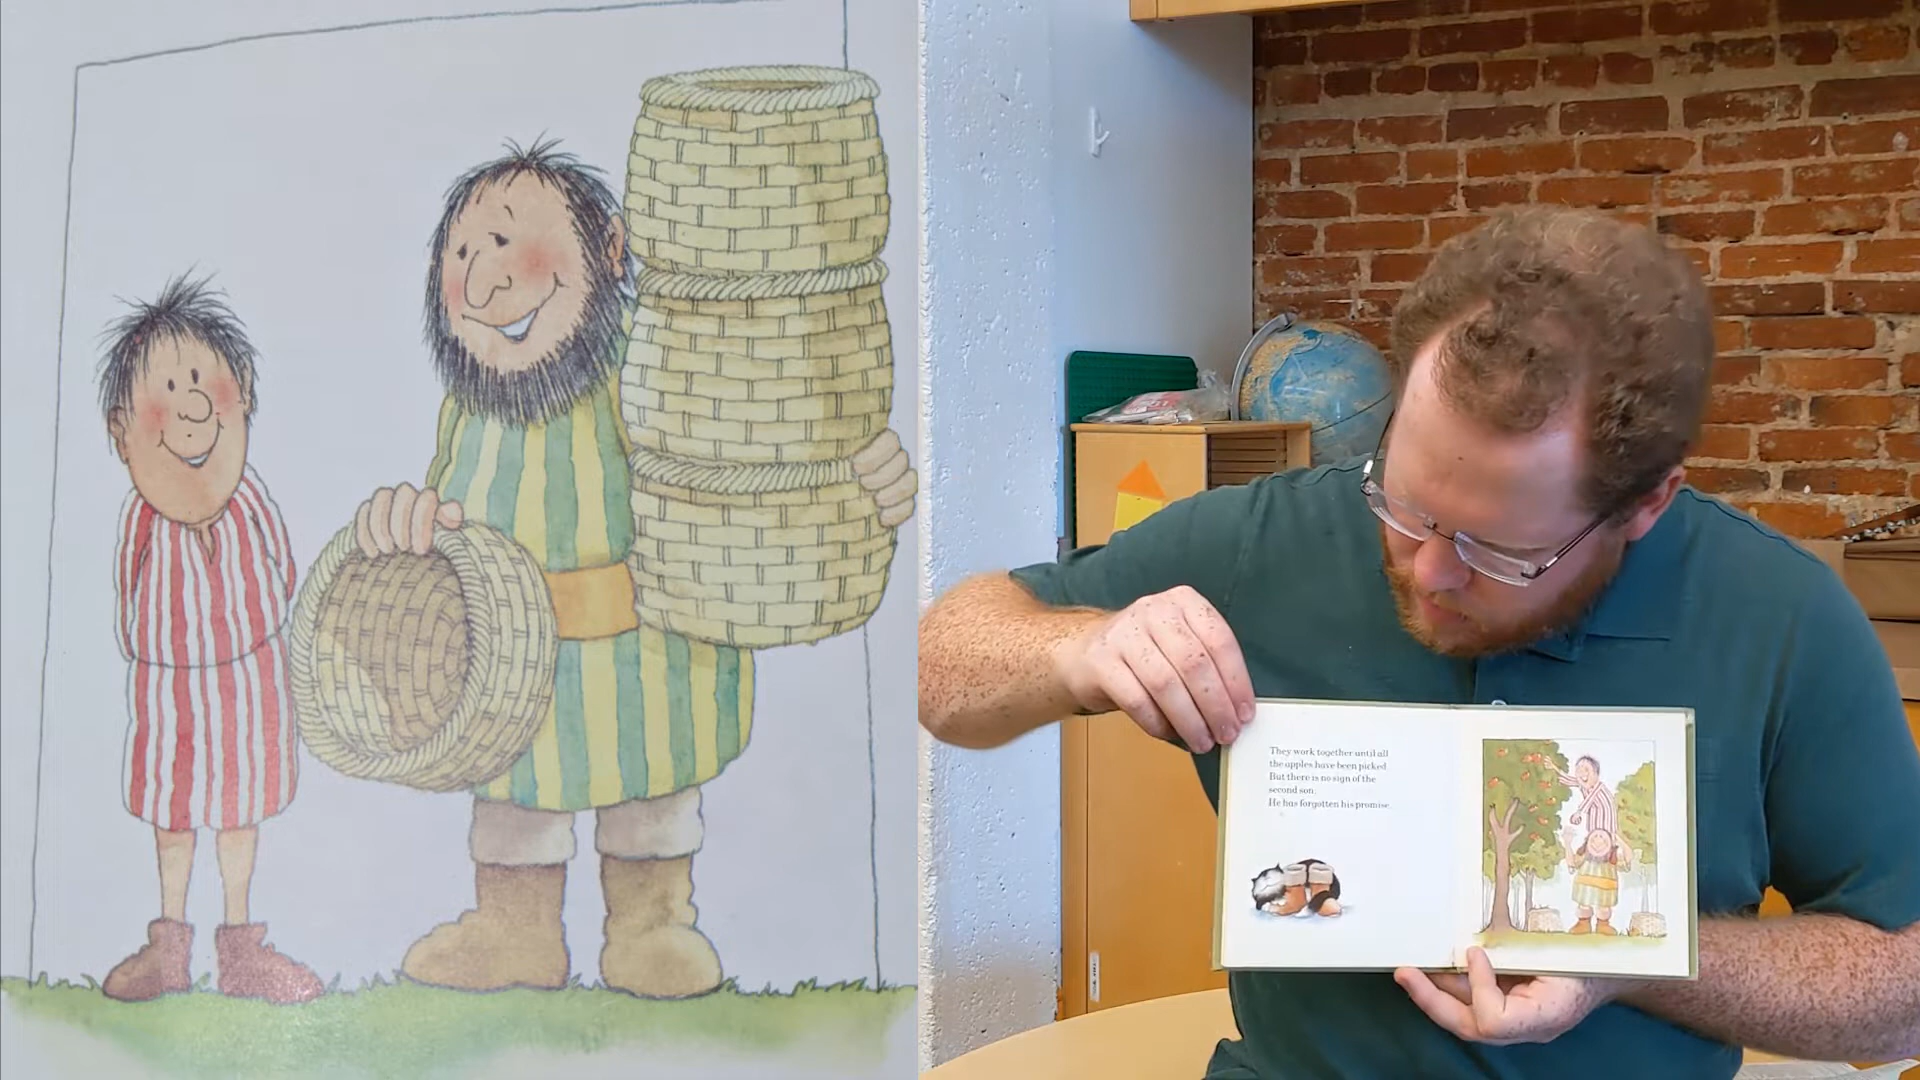 They work together until all
the apples have been picked
But there is no sign of the
second son.
He has forgotten his promise.